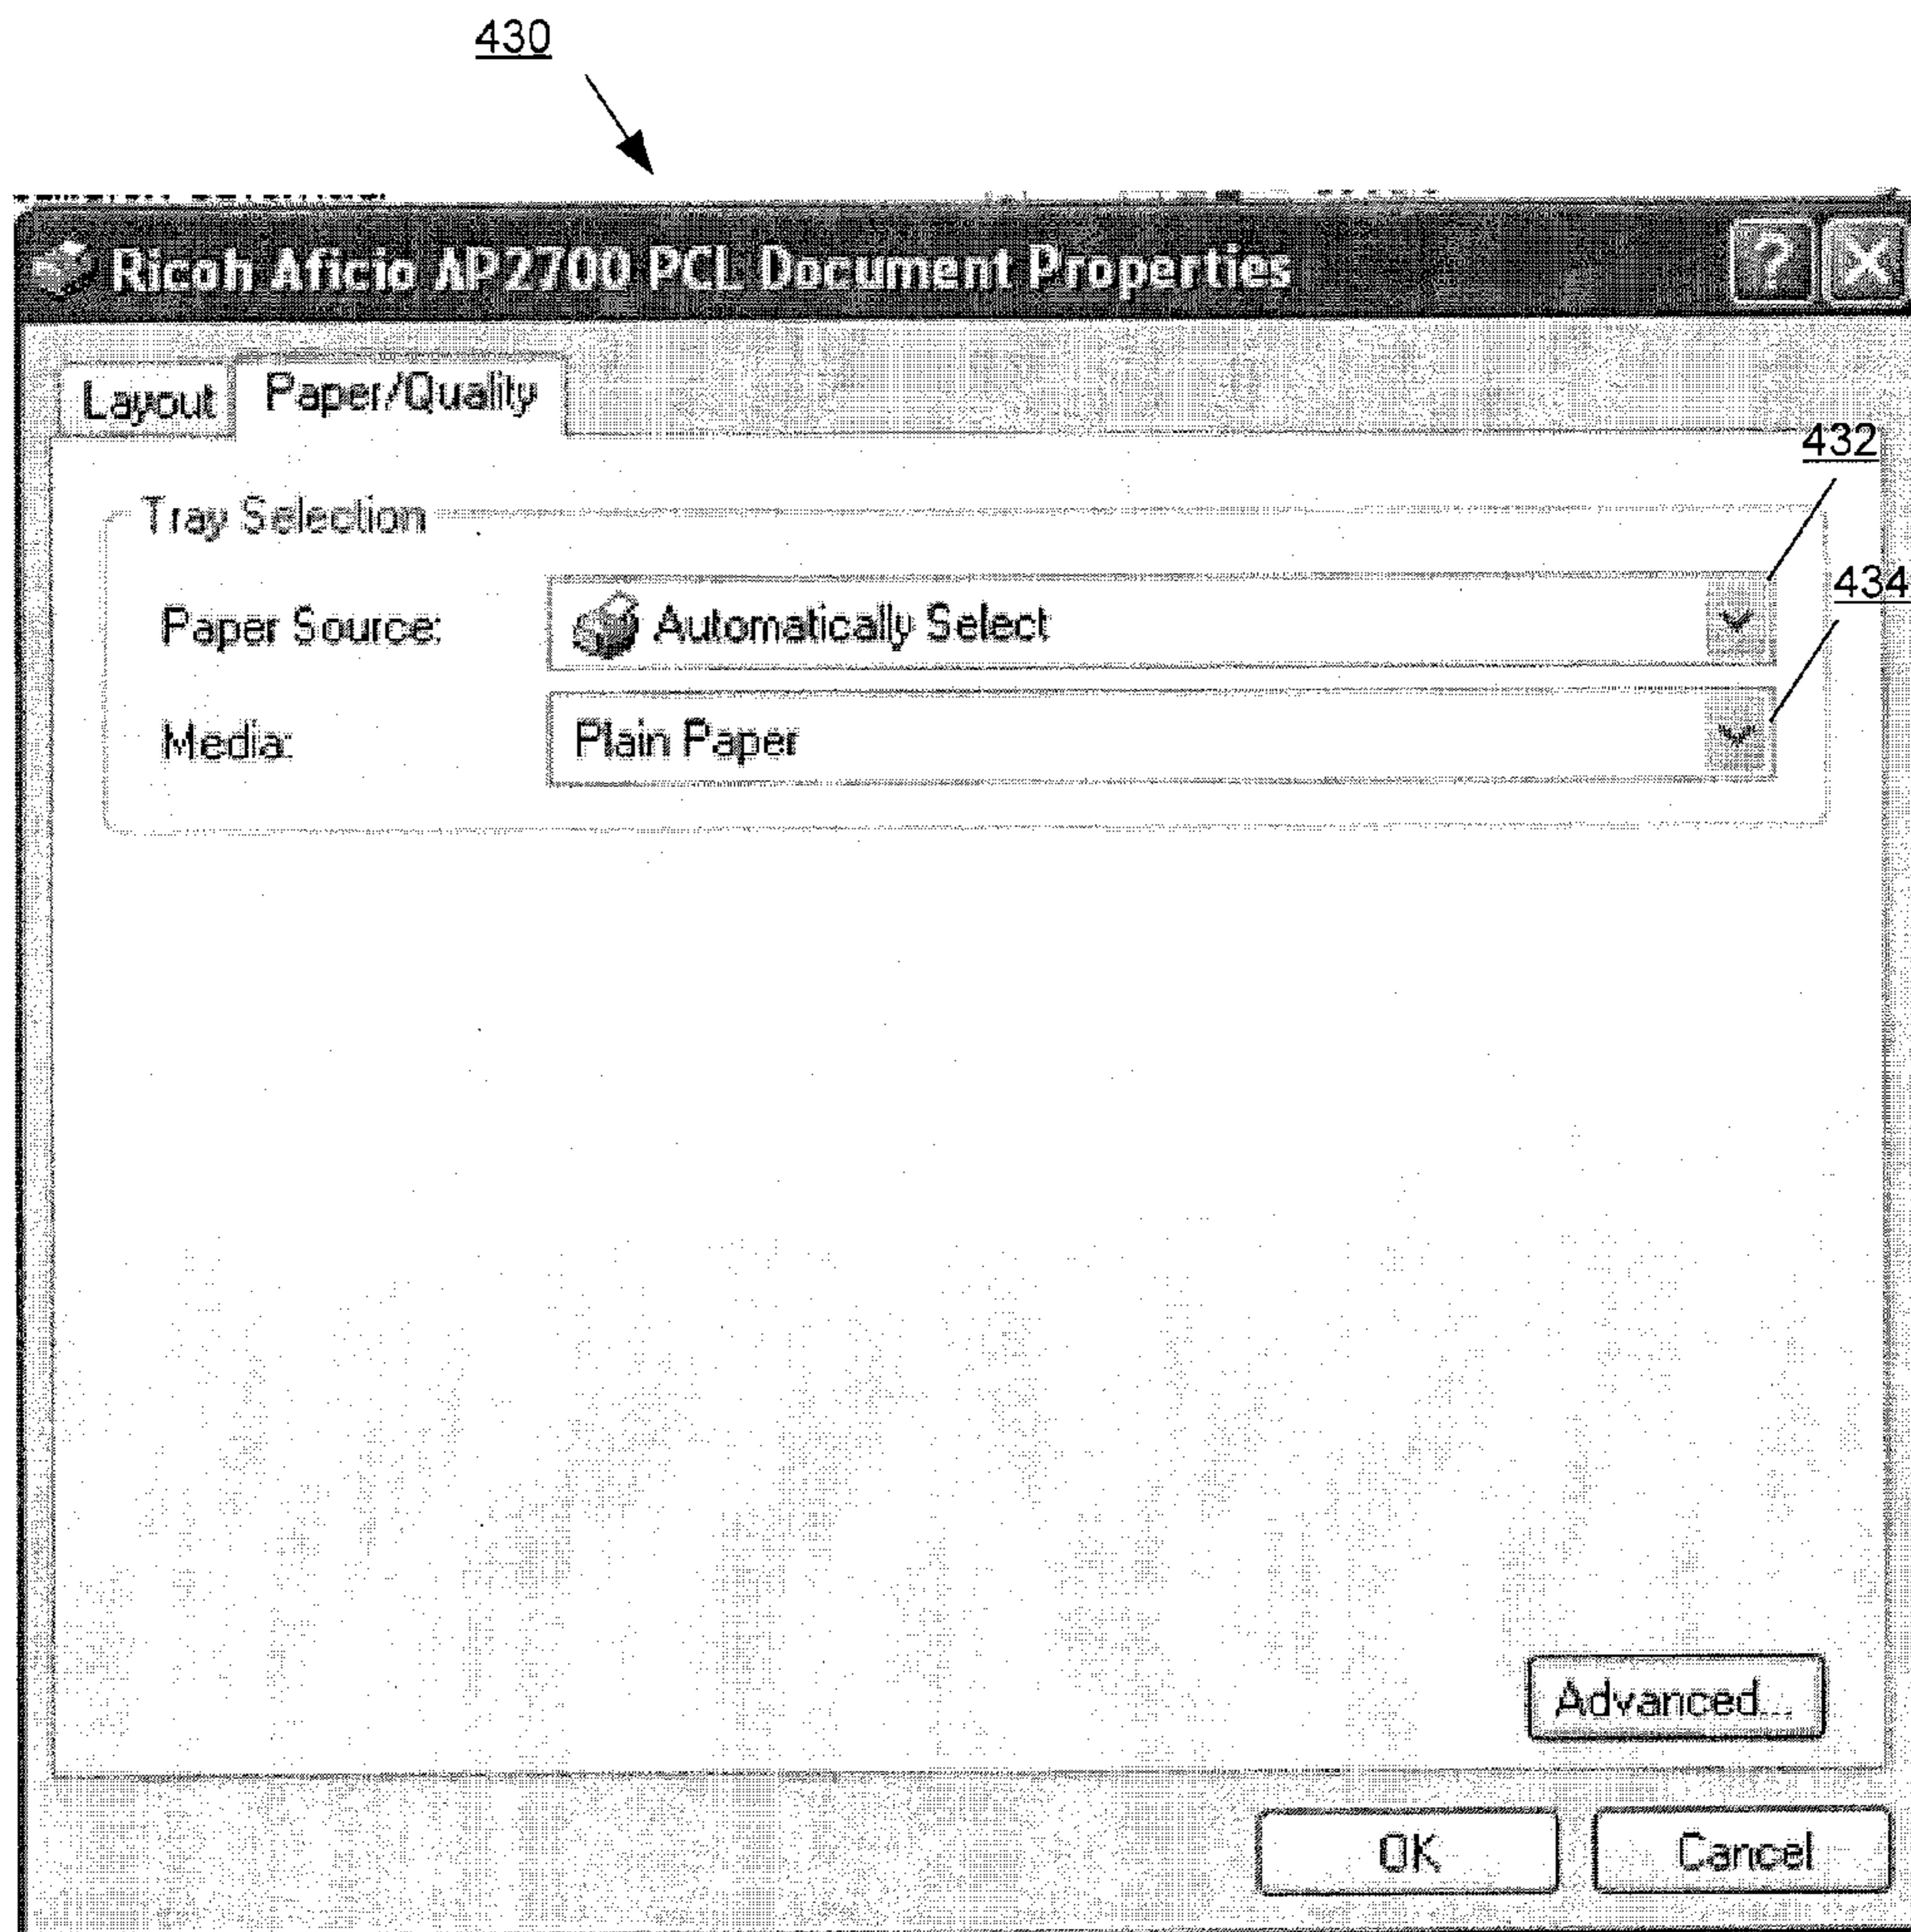 430
Ricoh Aficio AP2700 PCL Document Properties
Layout Paper/Quality
432
Tray Selection
Paper Source: Automatically Select
434
Media: Plain Paper
Advanced...
OK Cancel